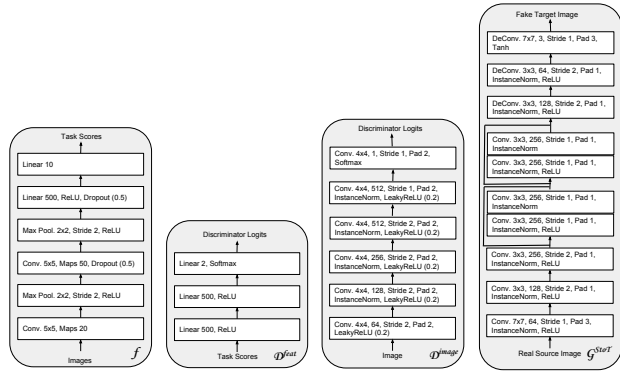 Task Scores
Linear 10
Linear 500, ReLU, Dropout (0.5)
Max Pool. 2x2, Stride 2, ReLU
Conv. 5x5, Maps 50, Dropout (0.5)
Max Pool. 2x2, Stride 2, ReLU
Conv. 5x5, Maps 20
Images
f
Discriminator Logits
Linear 2, Softmax
Linear 500, ReLU
Linear 500, ReLU
Task Scores
D^feat
Discriminator Logits
Conv. 4x4, 1, Stride 1, Pad 2,
Softmax
Conv. 4x4, 512, Stride 1, Pad 2,
InstanceNorm, LeakyReLU (0.2)
Conv. 4x4, 512, Stride 2, Pad 2,
InstanceNorm, LeakyReLU (0.2)
Conv. 4x4, 256, Stride 2, Pad 2,
InstanceNorm, LeakyReLU (0.2)
Conv. 4x4, 128, Stride 2, Pad 2,
InstanceNorm, LeakyReLU (0.2)
Conv. 4x4, 64, Stride 2, Pad 2,
LeakyReLU (0.2)
Image
D^image
Fake Target Image
DeConv. 7x7, 3, Stride 1, Pad 3,
Tanh
DeConv. 3x3, 64, Stride 2, Pad 1,
InstanceNorm, ReLU
DeConv. 3x3, 128, Stride 2, Pad 1,
InstanceNorm, ReLU
Conv. 3x3, 256, Stride 1, Pad 1,
InstanceNorm
Conv. 3x3, 256, Stride 1, Pad 1,
InstanceNorm, ReLU
Conv. 3x3, 256, Stride 1, Pad 1,
InstanceNorm
Conv. 3x3, 256, Stride 1, Pad 1,
InstanceNorm, ReLU
Conv. 3x3, 256, Stride 2, Pad 1,
InstanceNorm, ReLU
Conv. 3x3, 128, Stride 2, Pad 1,
InstanceNorm, ReLU
Conv. 7x7, 64, Stride 1, Pad 3,
InstanceNorm, ReLU
Real Source Image
G^StoT